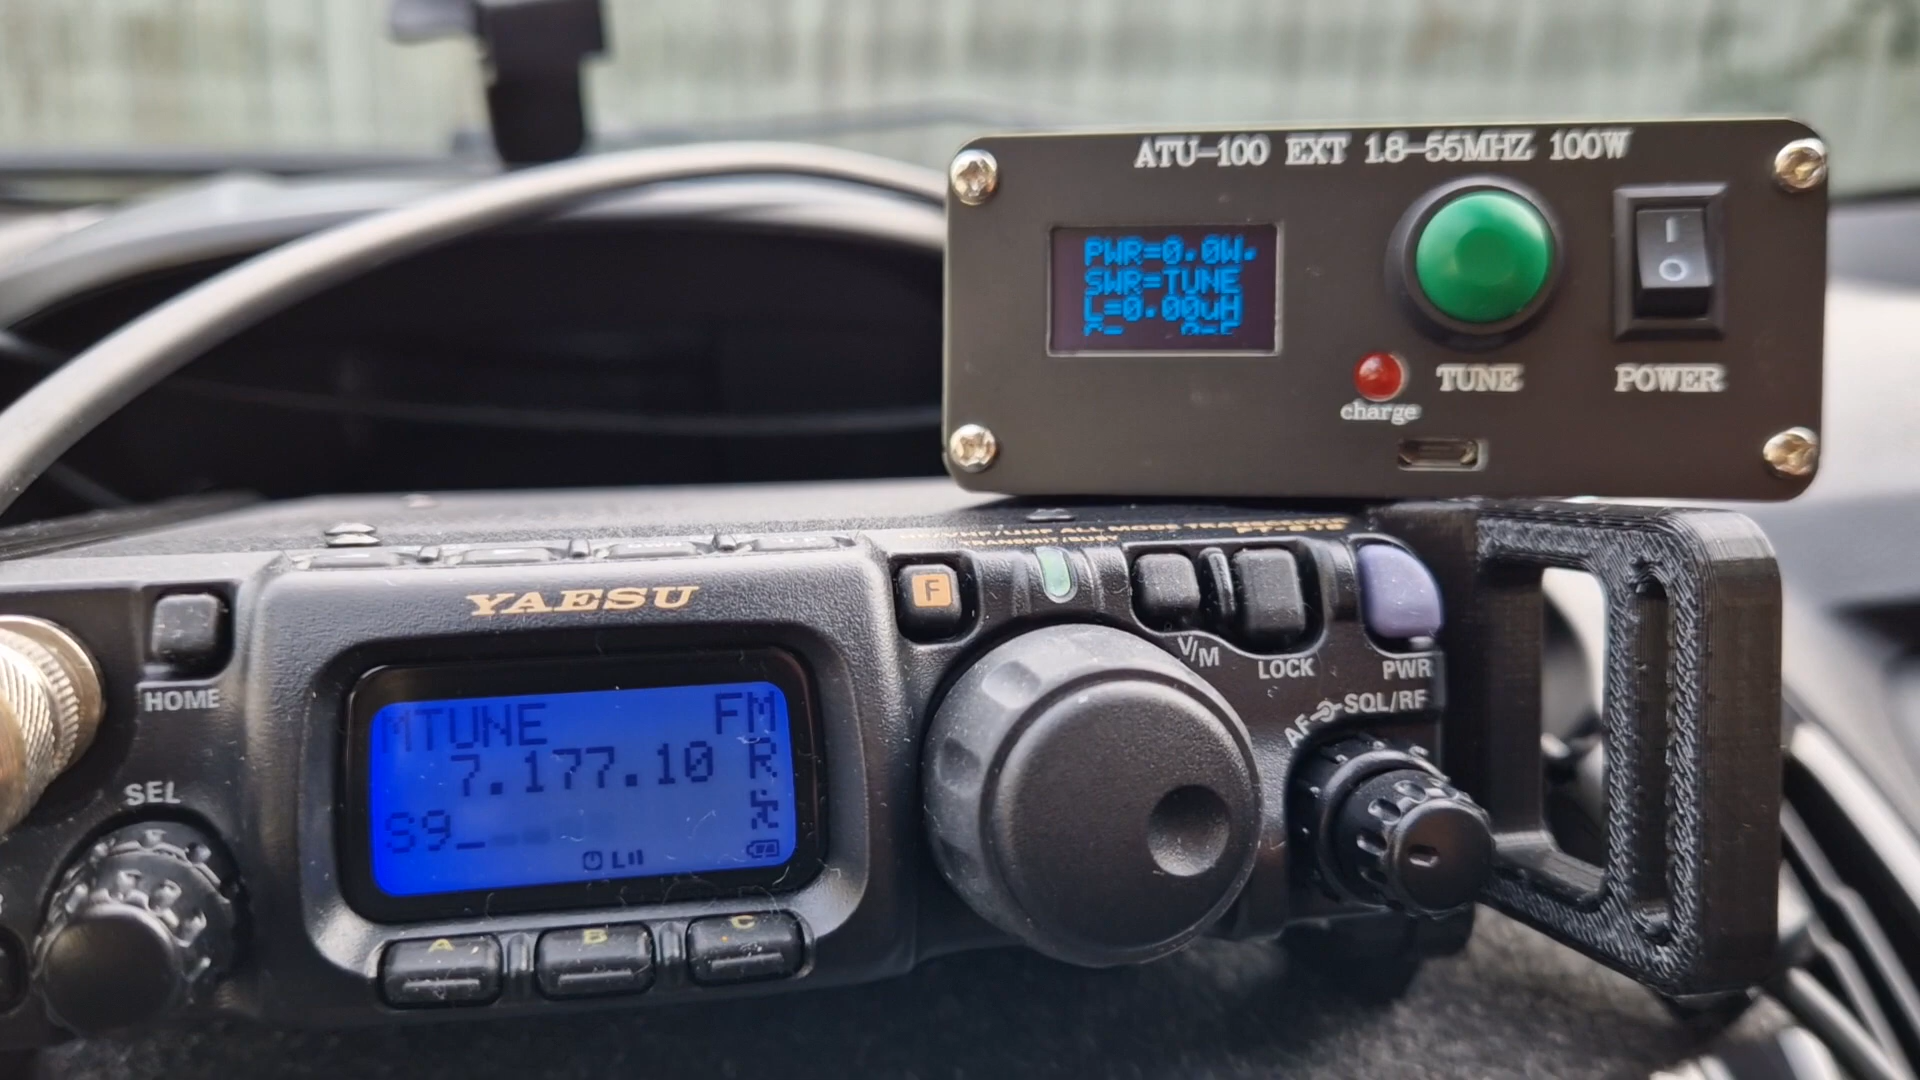 ATU-100 EXT 1.8-55MHZ 100W
PWR=0.0W.
SWR=TUNE
L=0.00uH
TUNE
POWER
charge
YAESU
F
HOME
V/M
LOCK
PWR
AF
SQL/RF
MTUNE
FM
7.177.10
R
S9
SEL
A
B
C